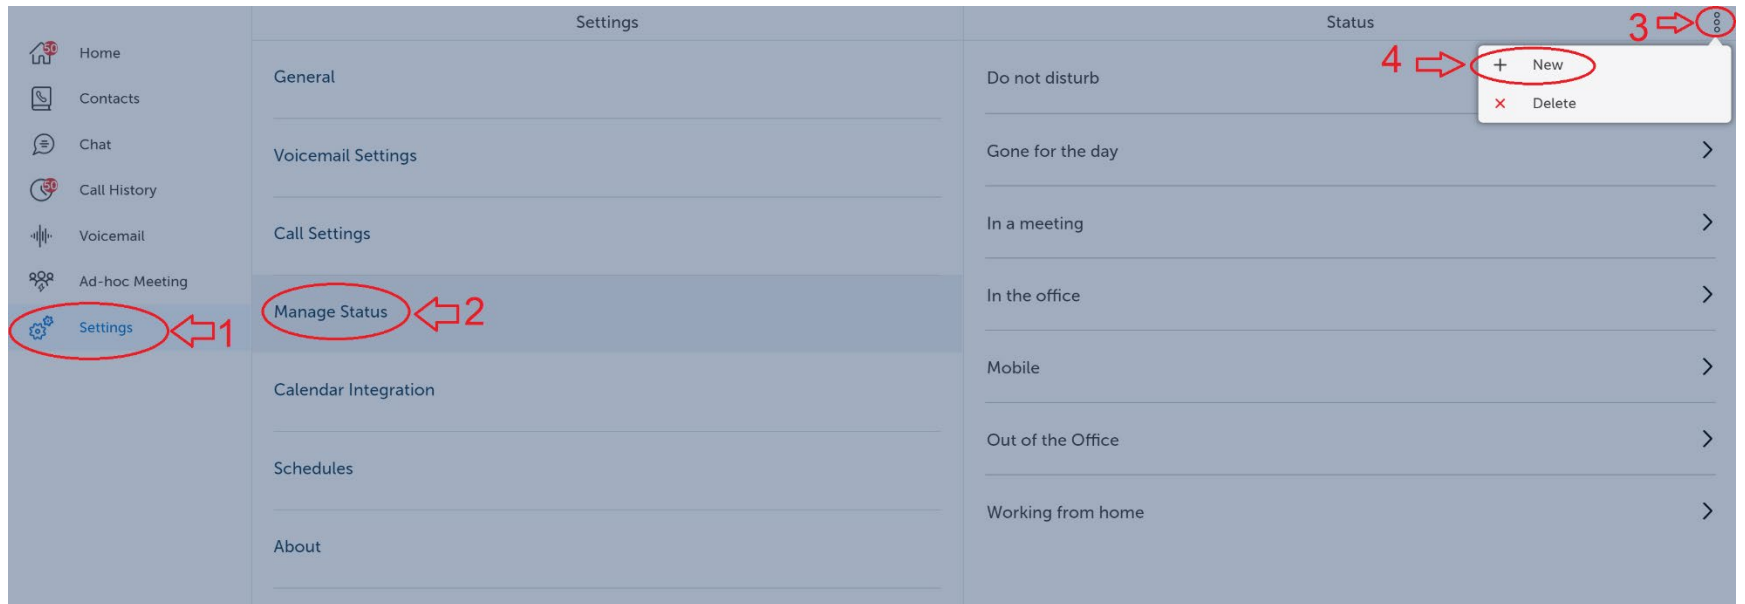 Settings
Status
3
50
Home
Contacts
Chat
50
Call History
Voicemail
Ad-hoc Meeting
Settings
1
General
Voicemail Settings
Call Settings
Manage Status
2
Calendar Integration
Schedules
About
4
New
Delete
Do not disturb
Gone for the day
In a meeting
In the office
Mobile
Out of the Office
Working from home